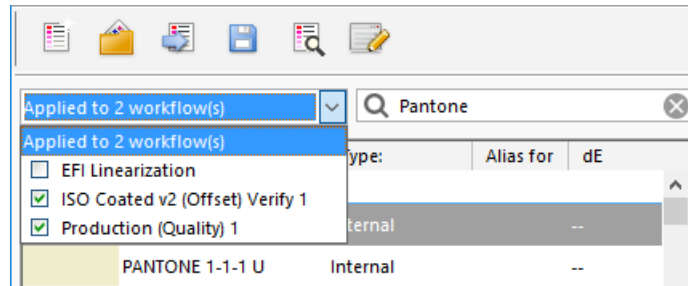 Applied to 2 workflow(s)
Pantone
Applied to 2 workflow(s)
EFI Linearization
ISO Coated v2 (Offset) Verify 1
Production (Quality) 1
ype: Alias for dE
ternal --
PANTONE 1-1-1 U Internal --